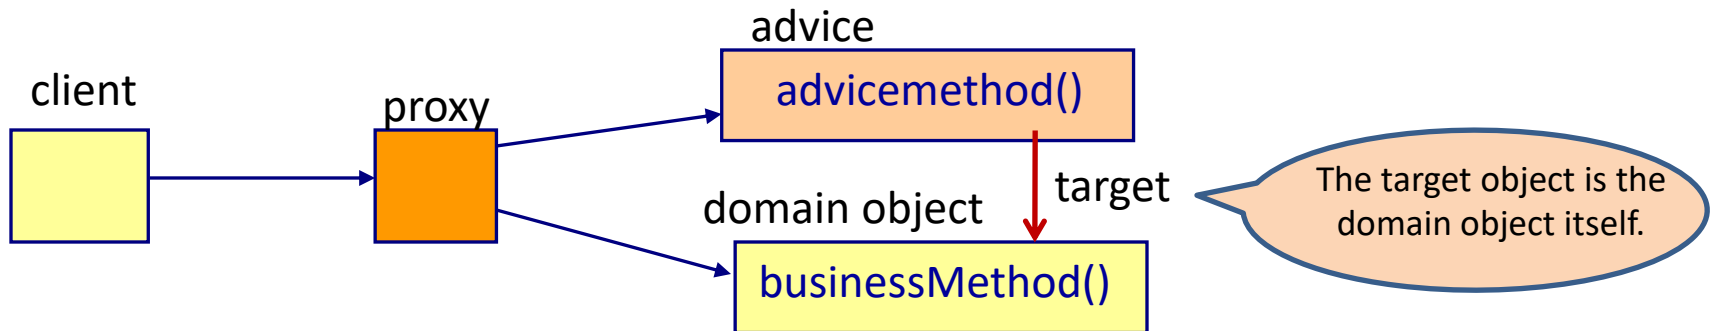 client
proxy
advice
advicemethod()
target
domain object
businessMethod()
The target object is the
domain object itself.